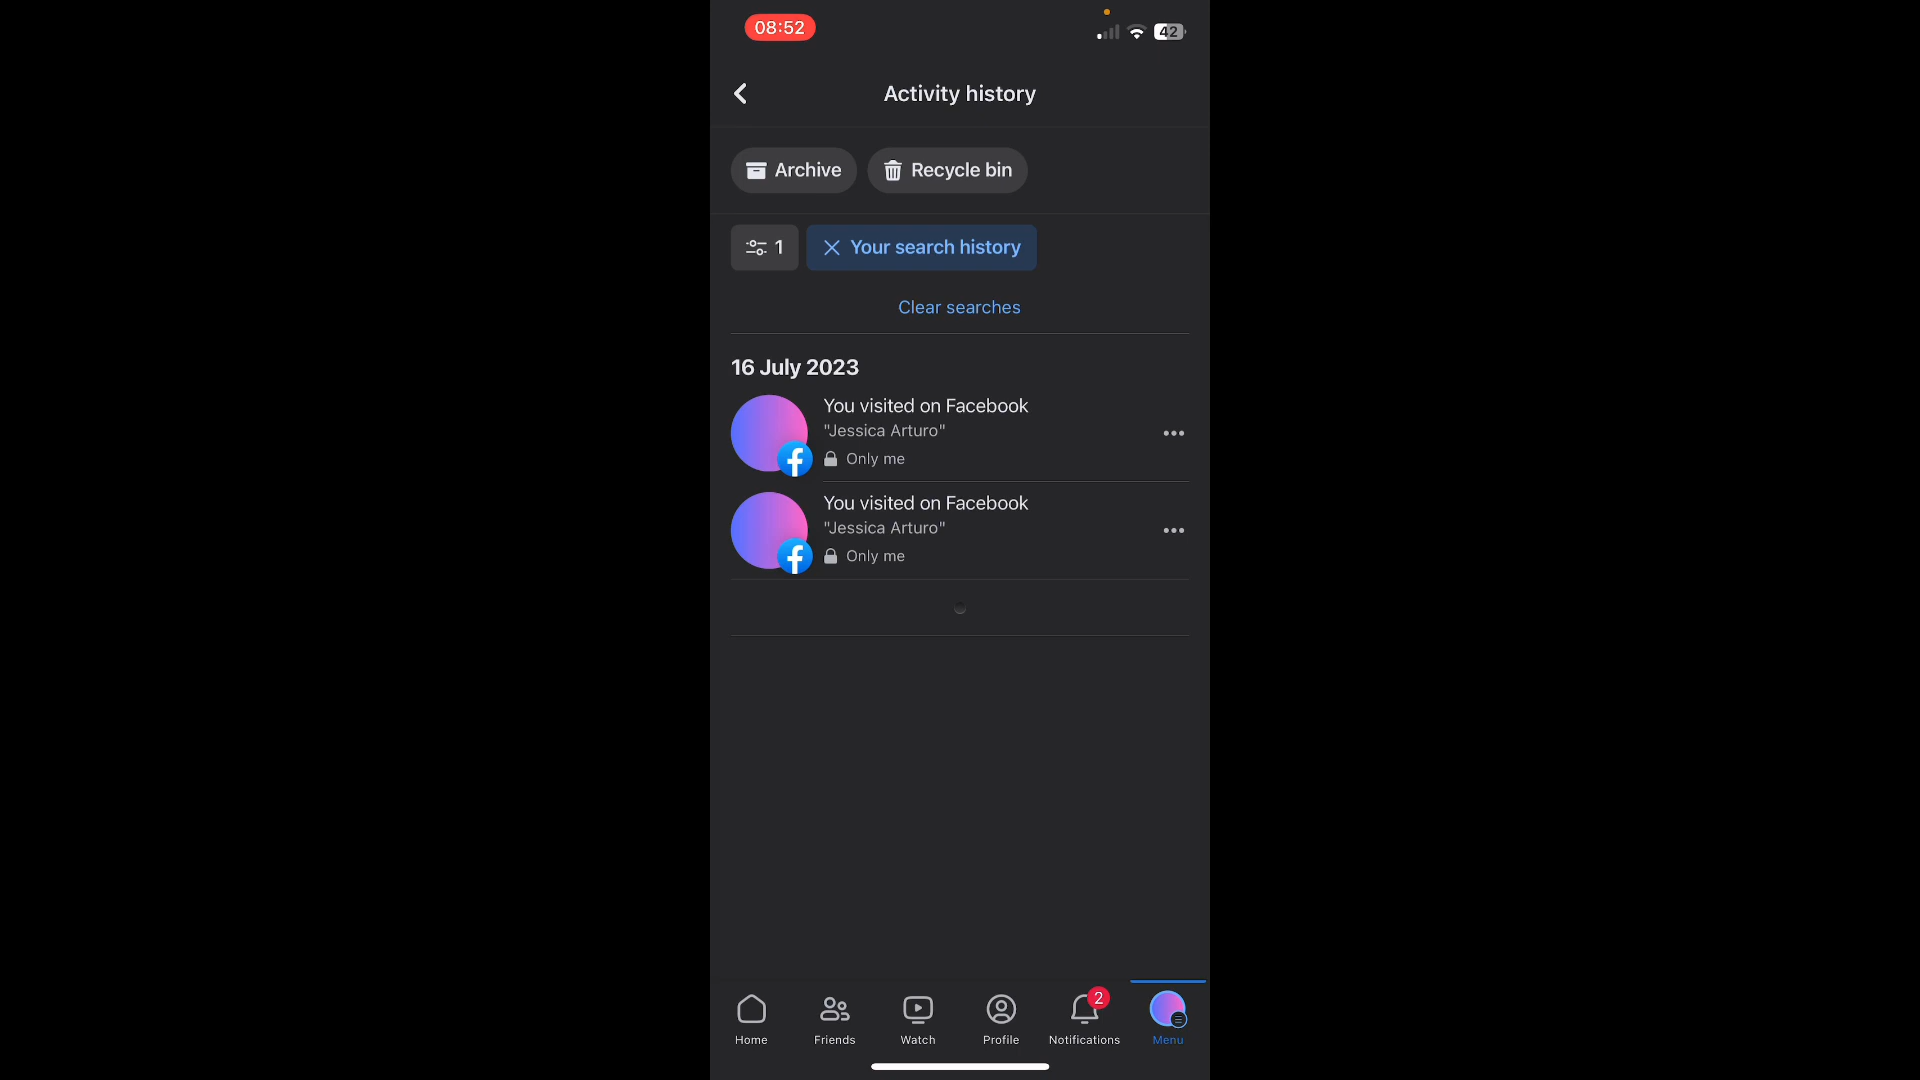 08:52
42
Activity history
Archive
Recycle bin
1
Your search history
Clear searches
16 July 2023
You visited on Facebook
"Jessica Arturo"
Only me
You visited on Facebook
"Jessica Arturo"
Only me
2
Home
Friends
Watch
Profile
Notifications
Menu